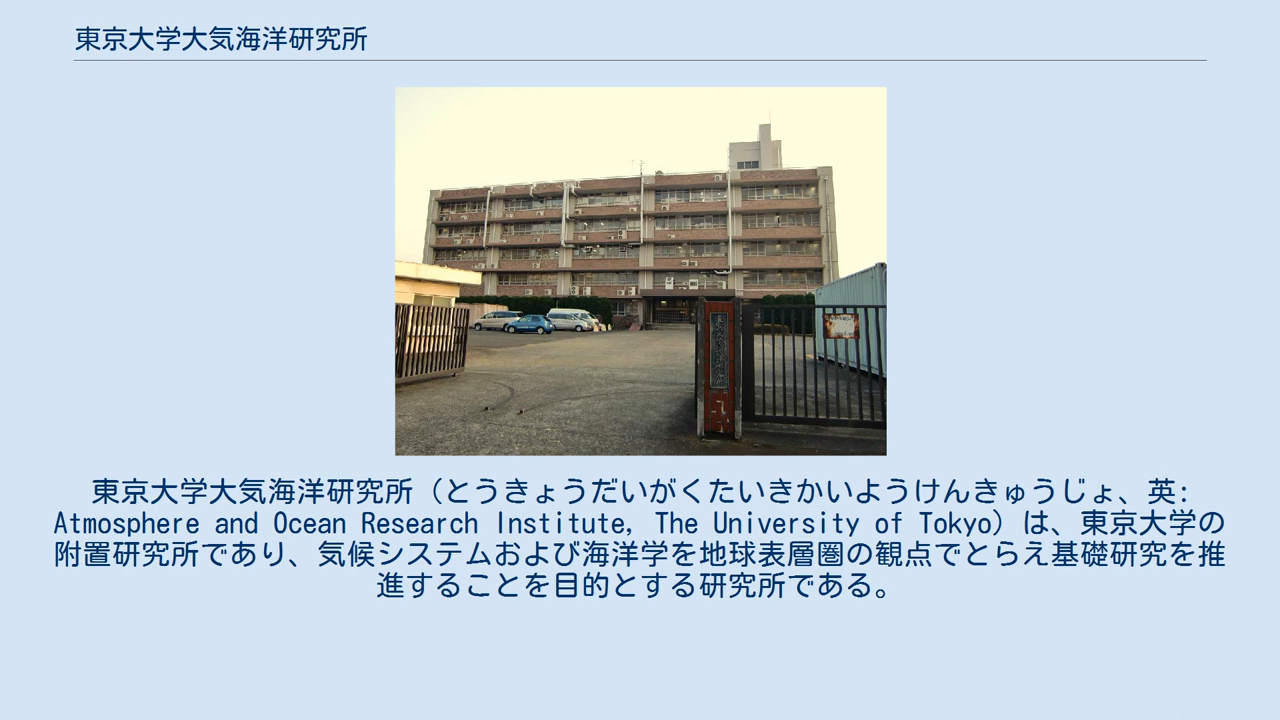 東京大学大気海洋研究所
東京大学大気海洋研究所（とうきょうだいがくたいきかいようけんきゅうじょ、英:
Atmosphere and Ocean Research Institute, The University of Tokyo）は、東京大学の
附置研究所であり、気候システムおよび海洋学を地球表層圏の観点でとらえ基礎研究を推
進することを目的とする研究所である。